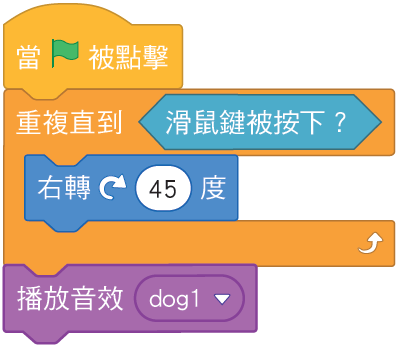 當 被點擊
重複直到 滑鼠鍵被按下？
右轉 45 度
播放音效 dog1